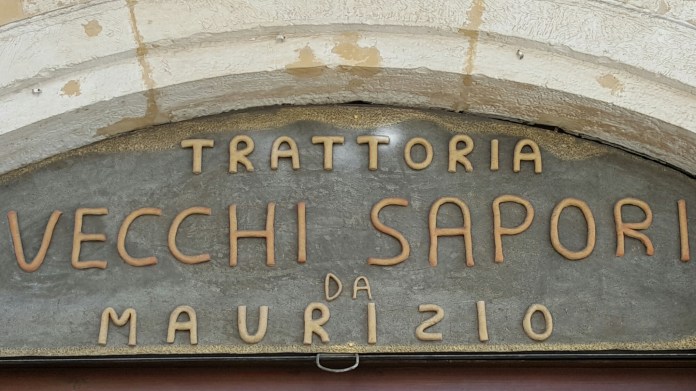 TRATTORIA
VECCHI SAPORI
DA
MAURIZIO